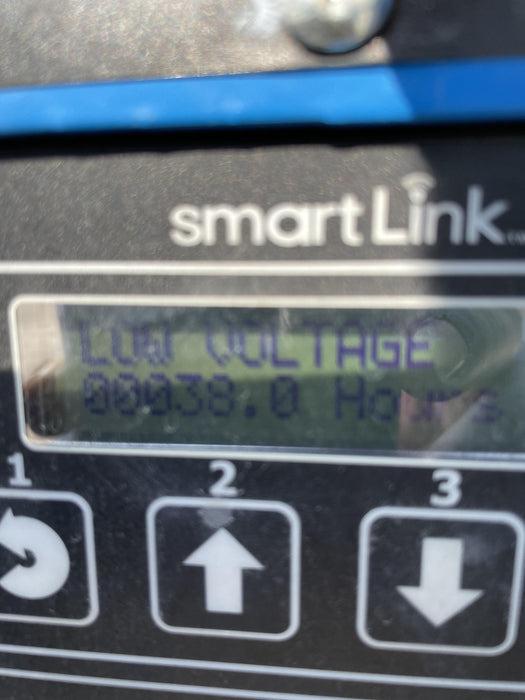 smartLink
LOW VOLTAGE
00038.0 Hours
1 2 3